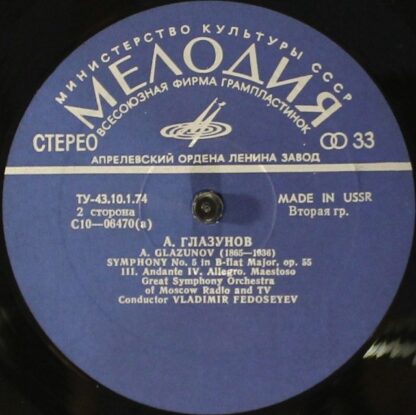 МИНИСТЕРСТВО КУЛЬТУРЫ СССР
МЕЛОДИЯ
ВСЕСОЮЗНАЯ ФИРМА ГРАМПЛАСТИНОК
СТЕРЕО
33
АПРЕЛЕВСКИЙ ОРДЕНА ЛЕНИНА ЗАВОД
ТУ-43.10.1.74
MADE IN USSR
2 сторона
Вторая гр.
С10—06470(а)
А. ГЛАЗУНОВ
A. GLAZUNOV (1865—1936)
SYMPHONY No. 5 in B-flat Major, op. 55
III. Andante IV. Allegro. Maestoso
Great Symphony Orchestra
of Moscow Radio and TV
Conductor VLADIMIR FEDOSEYEV